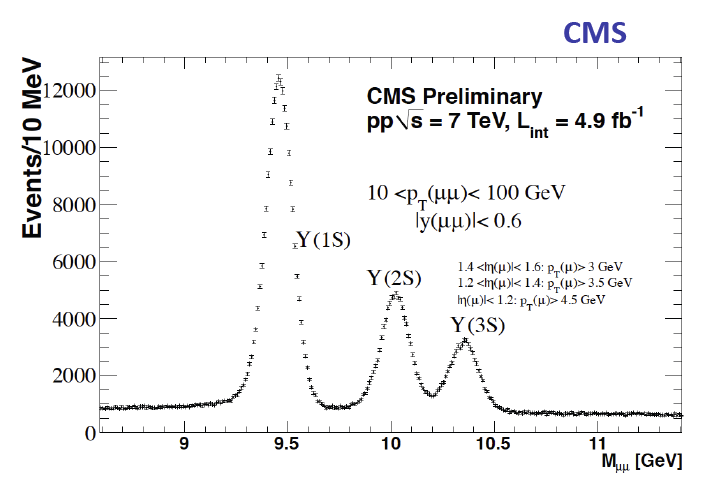 CMS
Events/10 MeV
12000
10000
8000
6000
4000
2000
0
CMS Preliminary
pp√s = 7 TeV, L_int = 4.9 fb⁻¹
10 <p_T(μμ)< 100 GeV
|y(μμ)|< 0.6
Υ(1S)
1.4 <|η(μ)|< 1.6: p_T(μ)> 3 GeV
Υ(2S)
1.2 <|η(μ)|< 1.4: p_T(μ)> 3.5GeV
|η(μ)|< 1.2: p_T(μ)> 4.5 GeV
Υ(3S)
9
9.5
10
10.5
11
M_μμ [GeV]